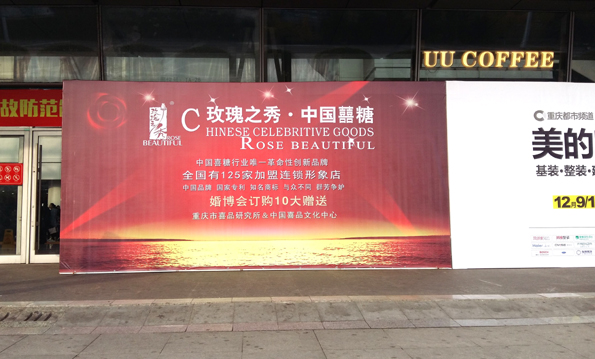 UU COFFEE
故防范
玫瑰之秀·中国囍糖
CHINESE CELEBRITIVE GOODS
ROSE BEAUTIFUL
ROSE
BEAUTIFUL
中国喜糖行业唯一革命性创新品牌
全国有125家加盟连锁形象店
中国品牌 国家专利 知名商标 与众不同 群芳争妒
婚博会订购10大赠送
重庆市喜品研究所&中国喜品文化中心
重庆都市频道
美的
基装·整装·
12月9/1